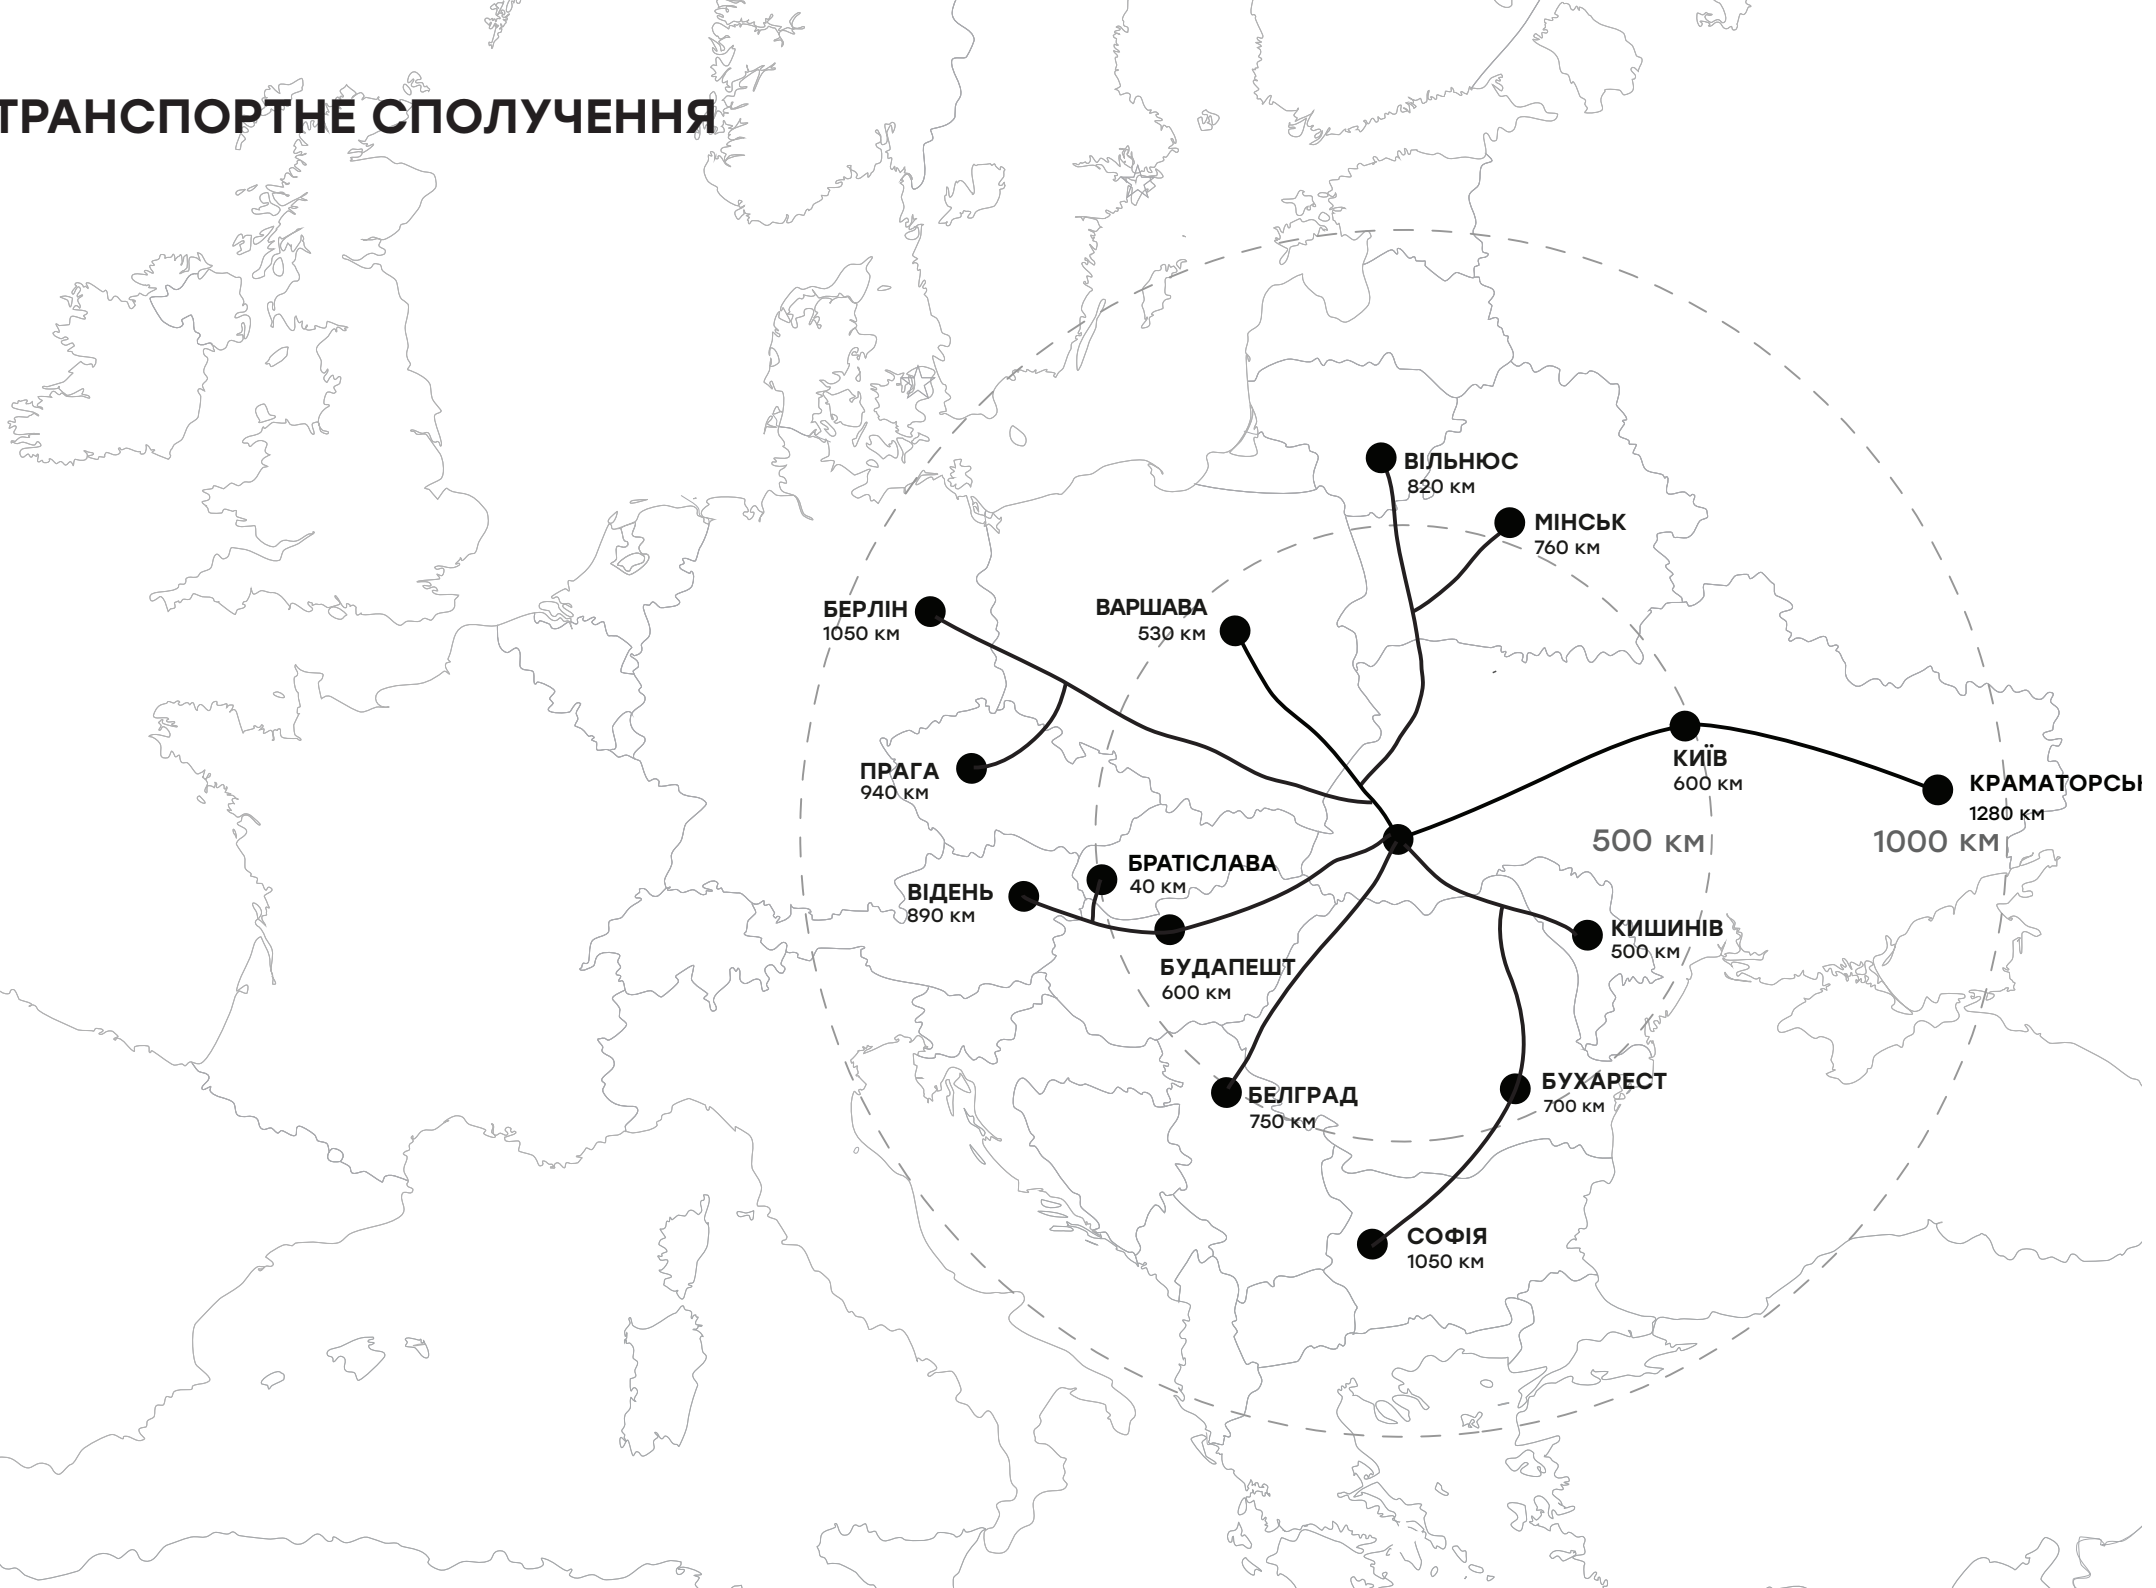 ТРАНСПОРТНЕ СПОЛУЧЕННЯ
ВІЛЬНЮС
820 км
МІНСЬК
760 км
БЕРЛІН
1050 км
ВАРШАВА
530 км
КИЇВ
600 км
ПРАГА
940 км
КРАМАТОРСЬК
1280 км
500 км
1000 км
БРАТІСЛАВА
40 км
ВІДЕНЬ
890 км
КИШИНІВ
500 км
БУДАПЕШТ
600 км
БЕЛГРАД
750 км
БУХАРЕСТ
700 км
СОФІЯ
1050 км